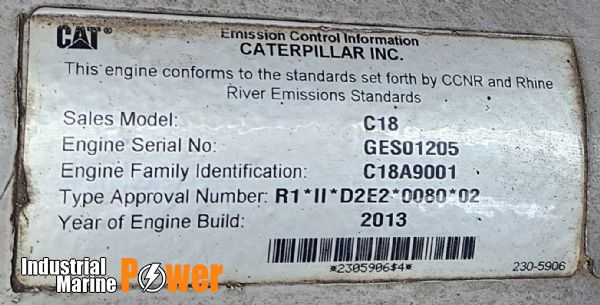 CAT®
Emission Control Information
CATERPILLAR INC.
This engine conforms to the standards set forth by CCNR and Rhine
River Emissions Standards
Sales Model: C18
Engine Serial No: GES01205
Engine Family Identification: C18A9001
Type Approval Number: R1*II*D2E2*0080*02
Year of Engine Build: 2013
*2305906$4*
230-5906
Industrial
Marine Power